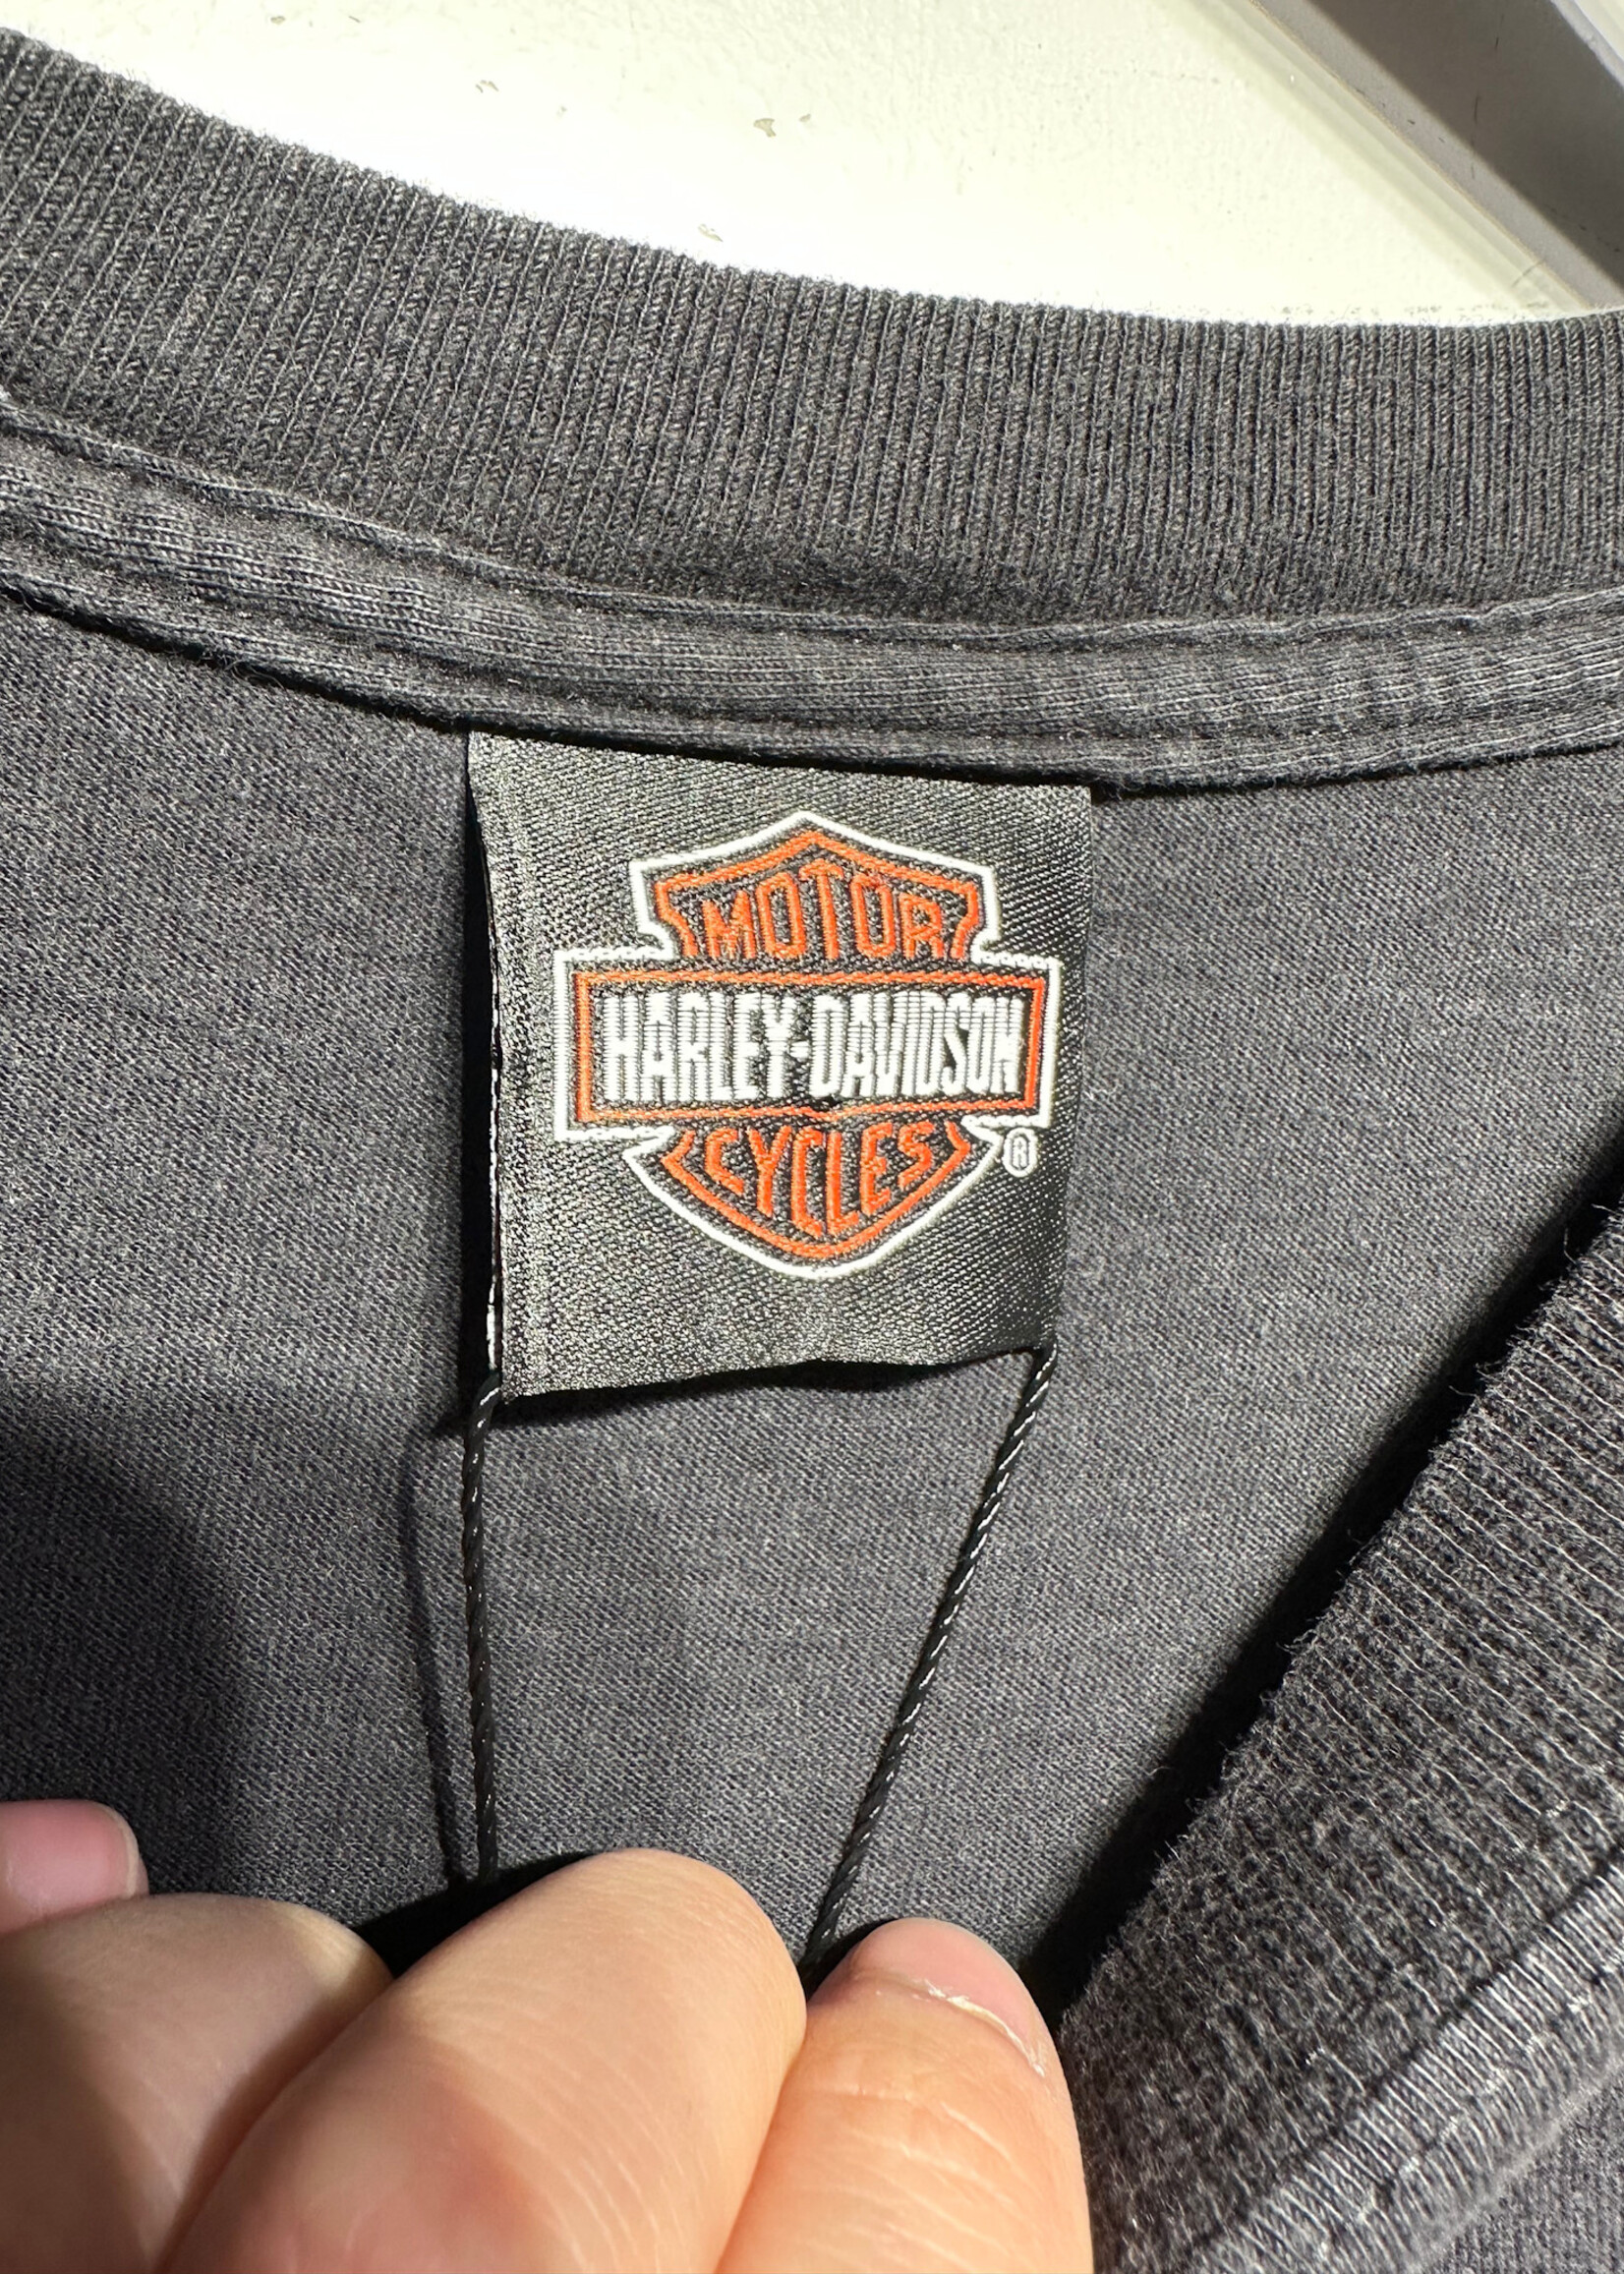 MOTOR
HARLEY-DAVIDSON
CYCLES
®